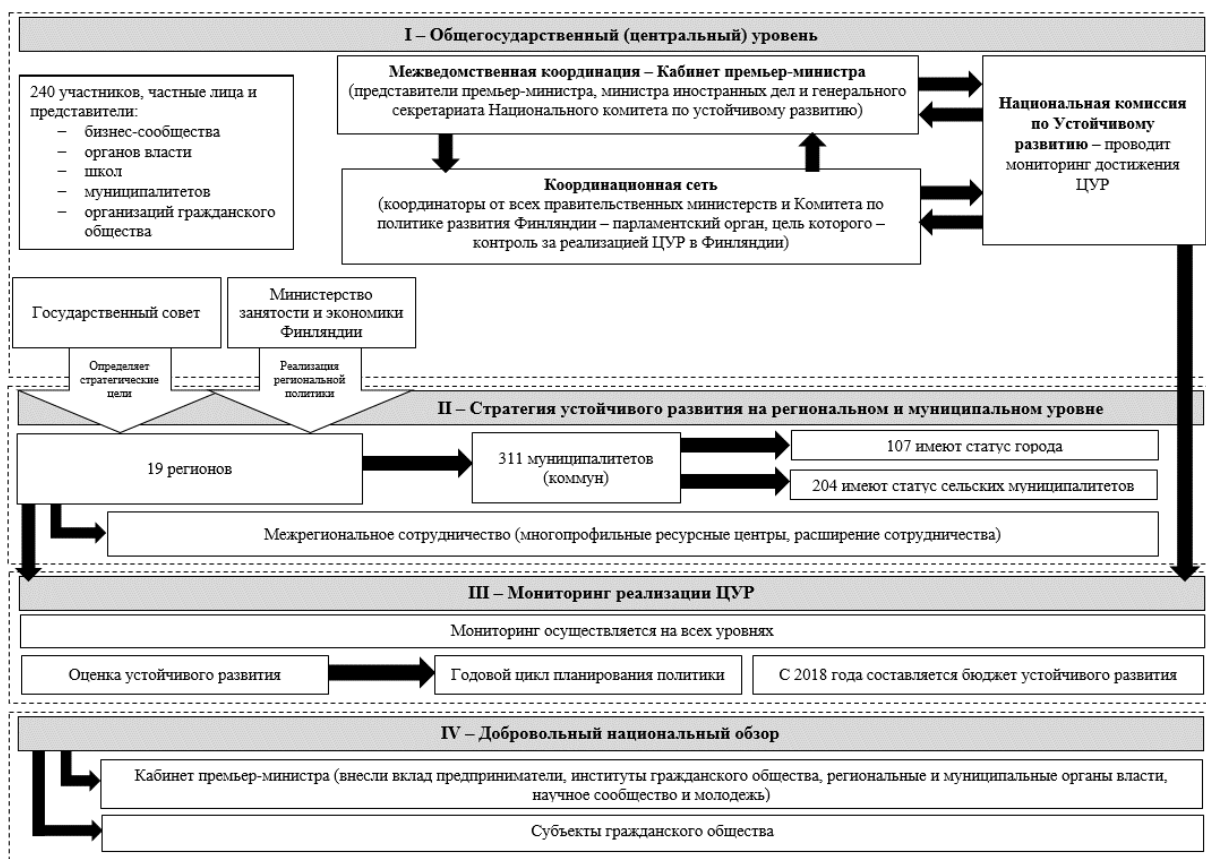 I – Общегосударственный (центральный) уровень
240 участников, частные лица и
представители:
– бизнес-сообщества
– органов власти
– школ
– муниципалитетов
– организаций гражданского
общества
Межведомственная координация – Кабинет премьер-министра
(представители премьер-министра, министра иностранных дел и генерального
секретариата Национального комитета по устойчивому развитию)
Координационная сеть
(координаторы от всех правительственных министерств и Комитета по
политике развития Финляндии – парламентский орган, цель которого –
контроль за реализацией ЦУР в Финляндии)
Национальная комиссия
по Устойчивому
развитию – проводит
мониторинг достижения
ЦУР
Государственный совет
Министерство
занятости и экономики
Финляндии
Определяет
стратегические
цели
Реализация
региональной
политики
II – Стратегия устойчивого развития на региональном и муниципальном уровне
19 регионов
311 муниципалитетов
(коммун)
107 имеют статус города
204 имеют статус сельских муниципалитетов
Межрегиональное сотрудничество (многопрофильные ресурсные центры, расширение сотрудничества)
III – Мониторинг реализации ЦУР
Мониторинг осуществляется на всех уровнях
Оценка устойчивого развития
Годовой цикл планирования политики
С 2018 года составляется бюджет устойчивого развития
IV – Добровольный национальный обзор
Кабинет премьер-министра (внесли вклад предприниматели, институты гражданского общества, региональные и муниципальные органы власти,
научное сообщество и молодежь)
Субъекты гражданского общества